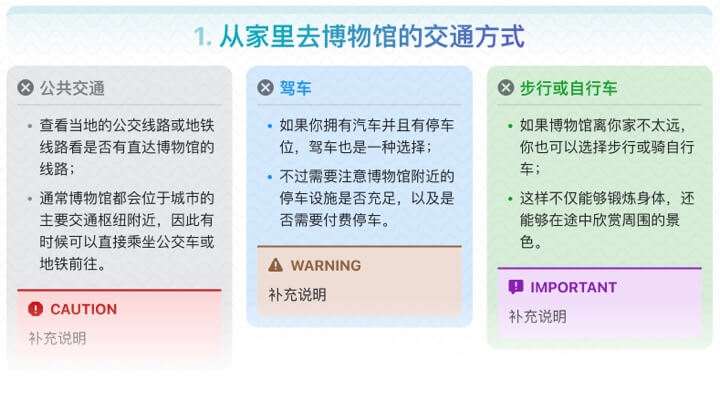 1. 从家里去博物馆的交通方式
公共交通
查看当地的公交线路或地铁
线路看是否有直达博物馆的
线路；
通常博物馆都会位于城市的
主要交通枢纽附近，因此有
时候可以直接乘坐公交车或
地铁前往。
CAUTION
补充说明
驾车
如果你拥有汽车并且有停车
位，驾车也是一种选择；
不过需要注意博物馆附近的
停车设施是否充足，以及是
否需要付费停车。
WARNING
补充说明
步行或自行车
如果博物馆离你家不太远，
你也可以选择步行或骑自行
车；
这样不仅能够锻炼身体，还
能够在途中欣赏周围的景
色。
IMPORTANT
补充说明